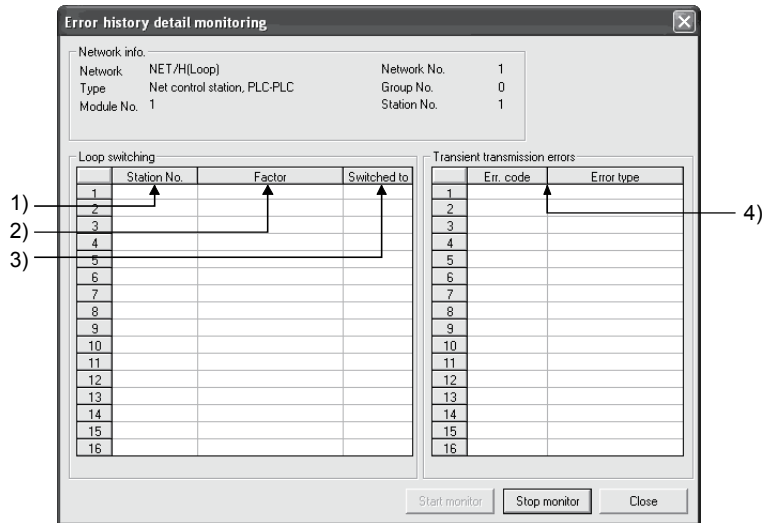 Error history detail monitoring
Network info.
Network NET/H(Loop) Network No. 1
Type Net control station, PLC-PLC Group No. 0
Module No. 1 Station No. 1
Loop switching Transient transmission errors
Station No. Factor Switched to Err. code Error type
1) 1 1
2 2 4)
2) 3 3
4 4
3) 5 5
6 6
7 7
8 8
9 9
10 10
11 11
12 12
13 13
14 14
15 15
16 16
Start monitor Stop monitor Close